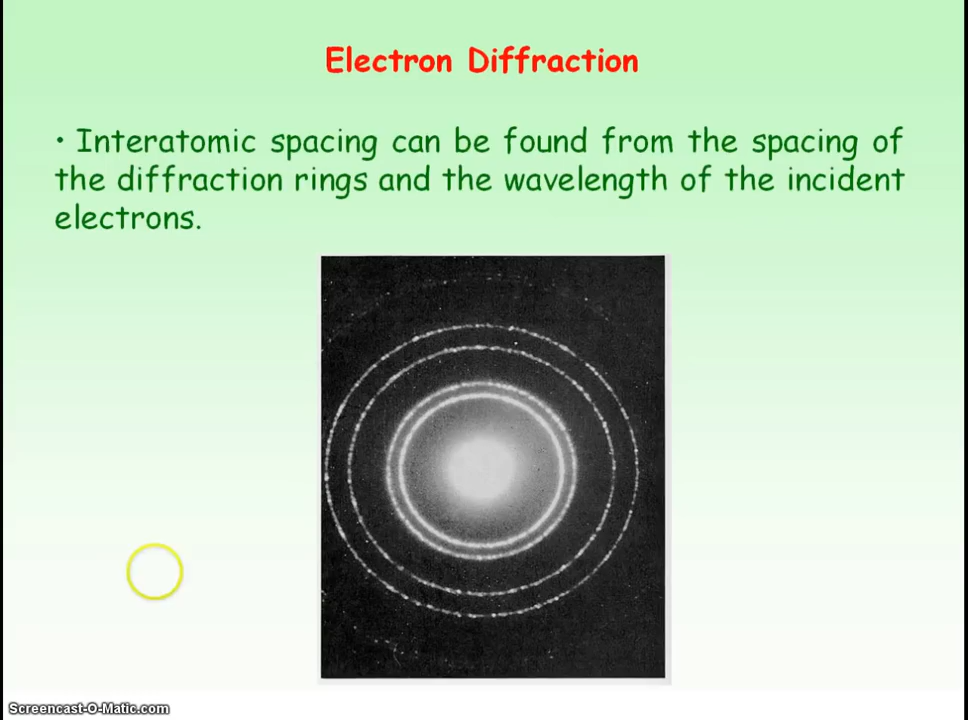 Electron Diffraction
• Interatomic spacing can be found from the spacing of
the diffraction rings and the wavelength of the incident
electrons.
Screencast-O-Matic.com